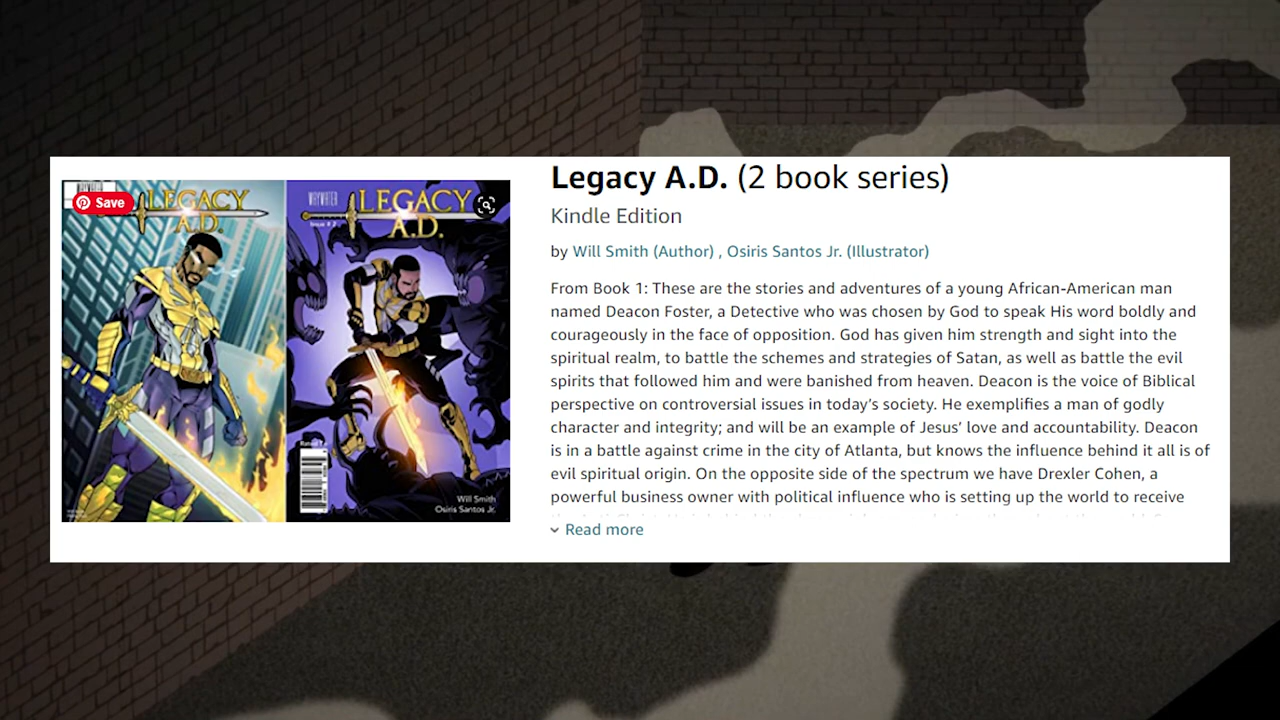 Save
LEGACY
A.D.
WAYWATER
LEGACY
Issue # 2
A.D.
Will Smith
Osiris Santos Jr.
Legacy A.D. (2 book series)
Kindle Edition
by Will Smith (Author) , Osiris Santos Jr. (Illustrator)
From Book 1: These are the stories and adventures of a young African-American man
named Deacon Foster, a Detective who was chosen by God to speak His word boldly and
courageously in the face of opposition. God has given him strength and sight into the
spiritual realm, to battle the schemes and strategies of Satan, as well as battle the evil
spirits that followed him and were banished from heaven. Deacon is the voice of Biblical
perspective on controversial issues in today’s society. He exemplifies a man of godly
character and integrity; and will be an example of Jesus’ love and accountability. Deacon
is in a battle against crime in the city of Atlanta, but knows the influence behind it all is of
evil spiritual origin. On the opposite side of the spectrum we have Drexler Cohen, a
powerful business owner with political influence who is setting up the world to receive
Read more